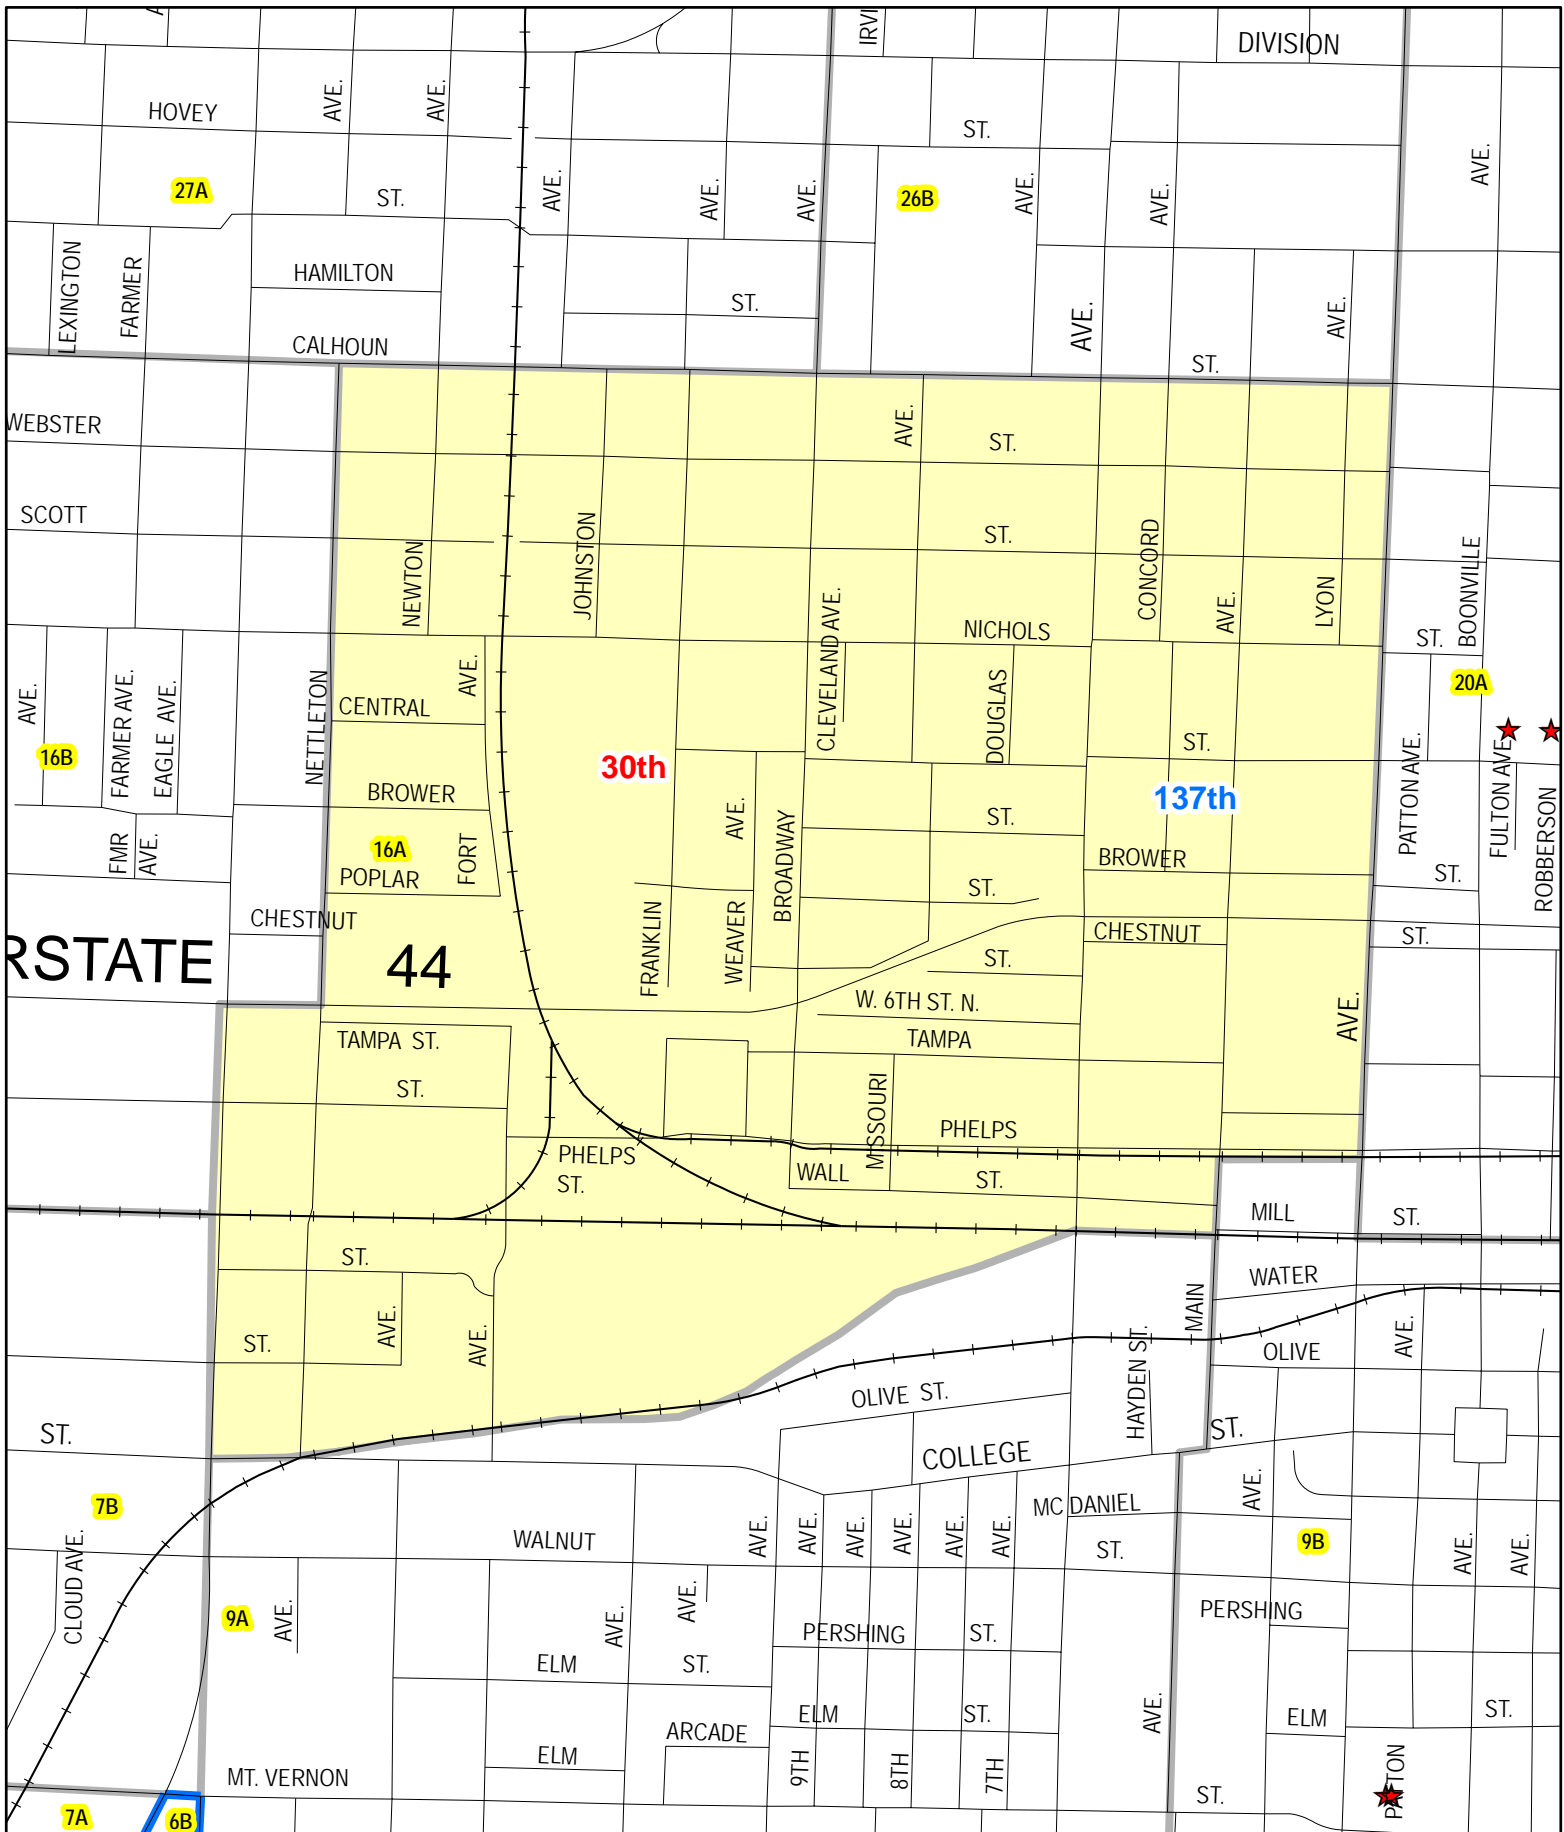 IRVI
DIVISION
HOVEY
AVE.
AVE.
ST.
27A
ST.
AVE.
AVE.
AVE.
26B
AVE.
AVE.
AVE.
LEXINGTON
FARMER
HAMILTON
ST.
AVE.
AVE.
CALHOUN
ST.
WEBSTER
AVE.
ST.
SCOTT
ST.
NEWTON
JOHNSTON
CONCORD
BOONVILLE
CLEVELAND AVE.
NICHOLS
AVE.
LYON
ST.
AVE.
FARMER AVE.
EAGLE AVE.
NETTLETON
AVE.
CENTRAL
DOUGLAS
20A
16B
30th
ST.
137th
PATTON AVE.
FULTON AVE.
ROBBERSON
BROWER
AVE.
BROADWAY
ST.
FMR
AVE.
16A
FORT
POPLAR
BROWER
ST.
ST.
CHESTNUT
FRANKLIN
WEAVER
CHESTNUT
ST.
RSTATE
44
ST.
W. 6TH ST. N.
AVE.
TAMPA ST.
TAMPA
ST.
MISSOURI
PHELPS
PHELPS
ST.
WALL
ST.
MILL
ST.
ST.
WATER
AVE.
AVE.
ST.
MAIN
HAYDEN ST.
OLIVE
AVE.
OLIVE ST.
ST.
COLLEGE
ST.
7B
MC DANIEL
AVE.
CLOUD AVE.
WALNUT
AVE.
AVE.
AVE.
AVE.
AVE.
AVE.
ST.
9B
AVE.
AVE.
9A
AVE.
AVE.
AVE.
PERSHING
ST.
PERSHING
ELM
ST.
ELM
ST.
AVE.
ELM
ST.
ARCADE
ELM
MT. VERNON
9TH
8TH
7TH
ST.
PATTON
7A
6B